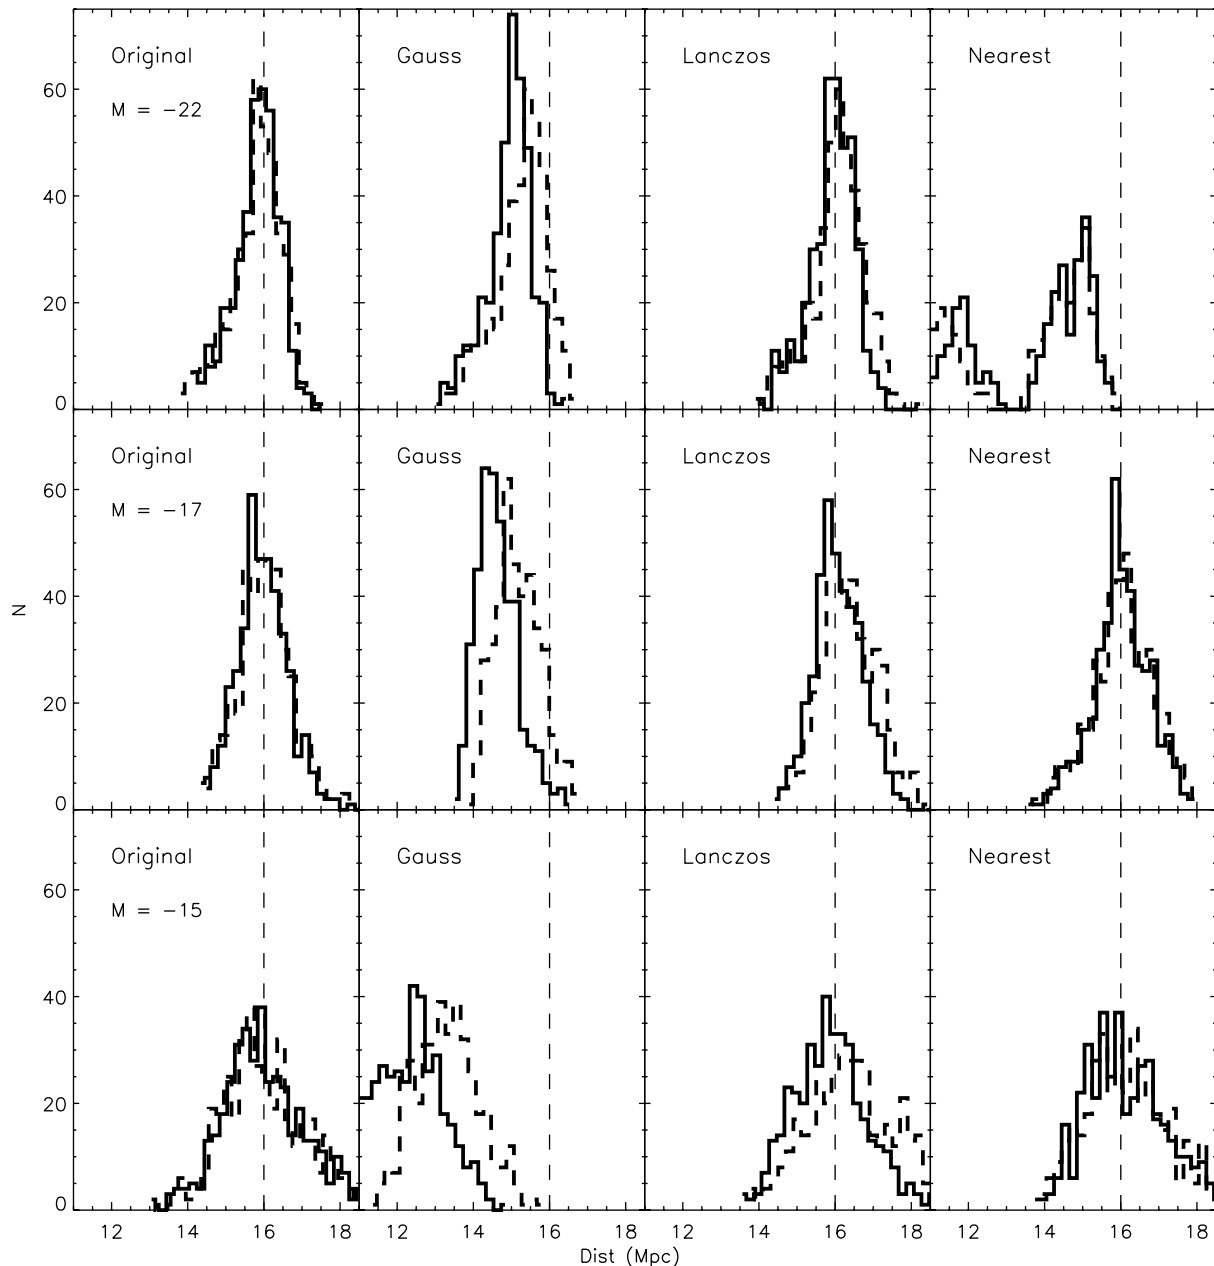 Original Gauss Lanczos Nearest
60
M = −22
40
20
0
Original Gauss Lanczos Nearest
60
M = −17
40
N
20
0
Original Gauss Lanczos Nearest
60
M = −15
40
20
0
12 14 16 18 12 14 16 18 12 14 16 18 12 14 16 18
Dist (Mpc)